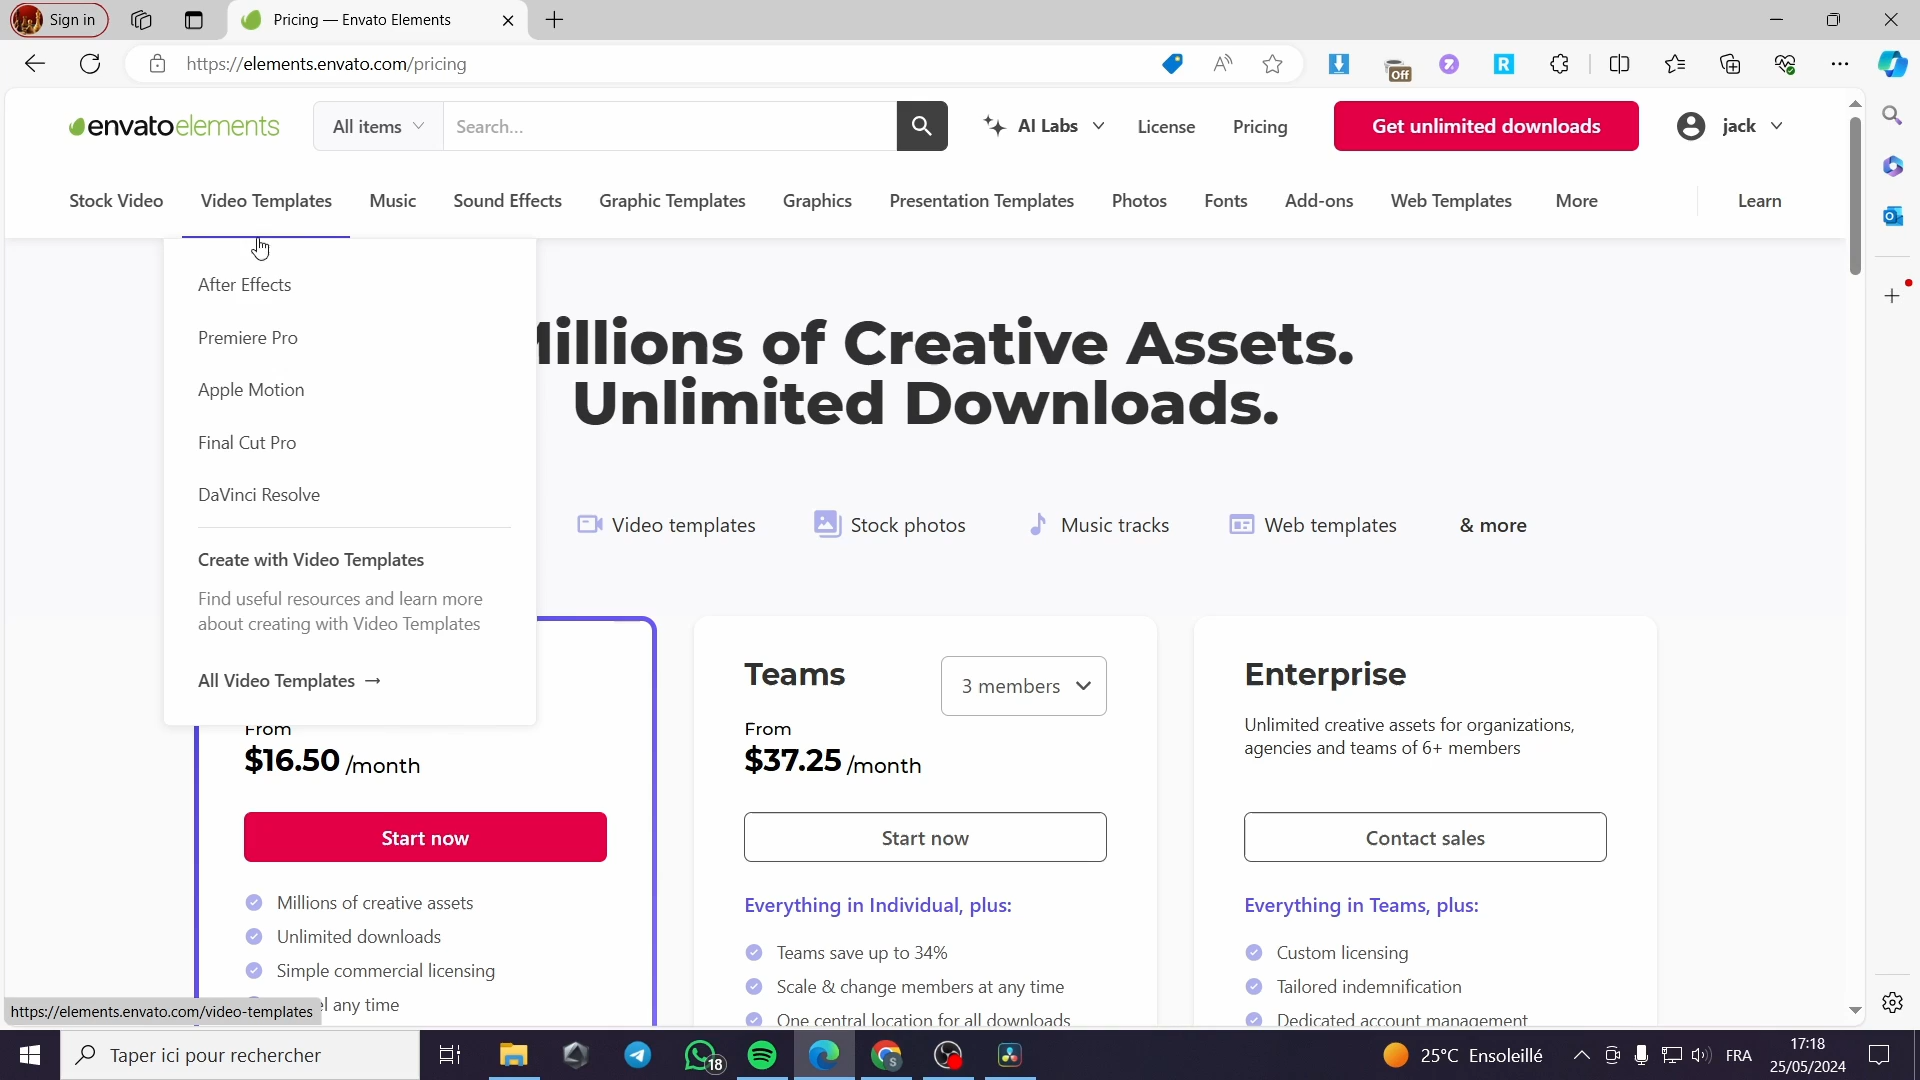 Sign in
Pricing — Envato Elements
https://elements.envato.com/pricing
Off
envatoelements
All items
Search...
AI Labs
License
Pricing
Get unlimited downloads
jack
Stock Video
Video Templates
Music
Sound Effects
Graphic Templates
Graphics
Presentation Templates
Photos
Fonts
Add-ons
Web Templates
More
Learn
After Effects
Premiere Pro
Apple Motion
Final Cut Pro
DaVinci Resolve
Create with Video Templates
Find useful resources and learn more
about creating with Video Templates
All Video Templates →
illions of Creative Assets.
Unlimited Downloads.
Video templates
Stock photos
Music tracks
Web templates
& more
From
$16.50 /month
Start now
Millions of creative assets
Unlimited downloads
Simple commercial licensing
any time
Teams
3 members
From
$37.25 /month
Start now
Everything in Individual, plus:
Teams save up to 34%
Scale & change members at any time
One central location for all downloads
Enterprise
Unlimited creative assets for organizations,
agencies and teams of 6+ members
Contact sales
Everything in Teams, plus:
Custom licensing
Tailored indemnification
Dedicated account management
https://elements.envato.com/video-templates
Taper ici pour rechercher
18
25°C Ensoleillé
FRA
17:18
25/05/2024